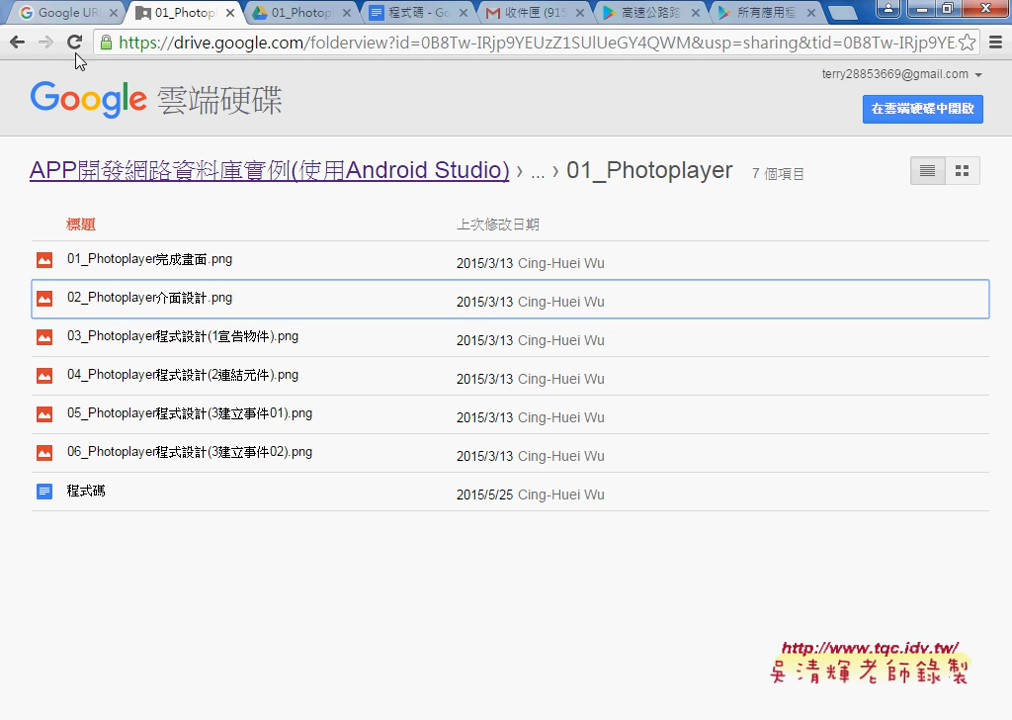 Google UR
01_Photop
01_Photop
程式碼 - Go
收件匣 (915
高速公路路
所有應用程
https://drive.google.com/folderview?id=0B8Tw-IRjp9YEUzZ1SUlUeGY4QWM&usp=sharing&tid=0B8Tw-IRjp9YE
terry28853669@gmail.com
Google 雲端硬碟
在雲端硬碟中開啟
APP開發網路資料庫實例(使用Android Studio) › ... › 01_Photoplayer 7 個項目
標題 上次修改日期
01_Photoplayer完成畫面.png 2015/3/13 Cing-Huei Wu
02_Photoplayer介面設計.png 2015/3/13 Cing-Huei Wu
03_Photoplayer程式設計(1宣告物件).png 2015/3/13 Cing-Huei Wu
04_Photoplayer程式設計(2連結元件).png 2015/3/13 Cing-Huei Wu
05_Photoplayer程式設計(3建立事件01).png 2015/3/13 Cing-Huei Wu
06_Photoplayer程式設計(3建立事件02).png 2015/3/13 Cing-Huei Wu
程式碼 2015/5/25 Cing-Huei Wu
http://www.tqc.idv.tw/
吳清輝老師錄製